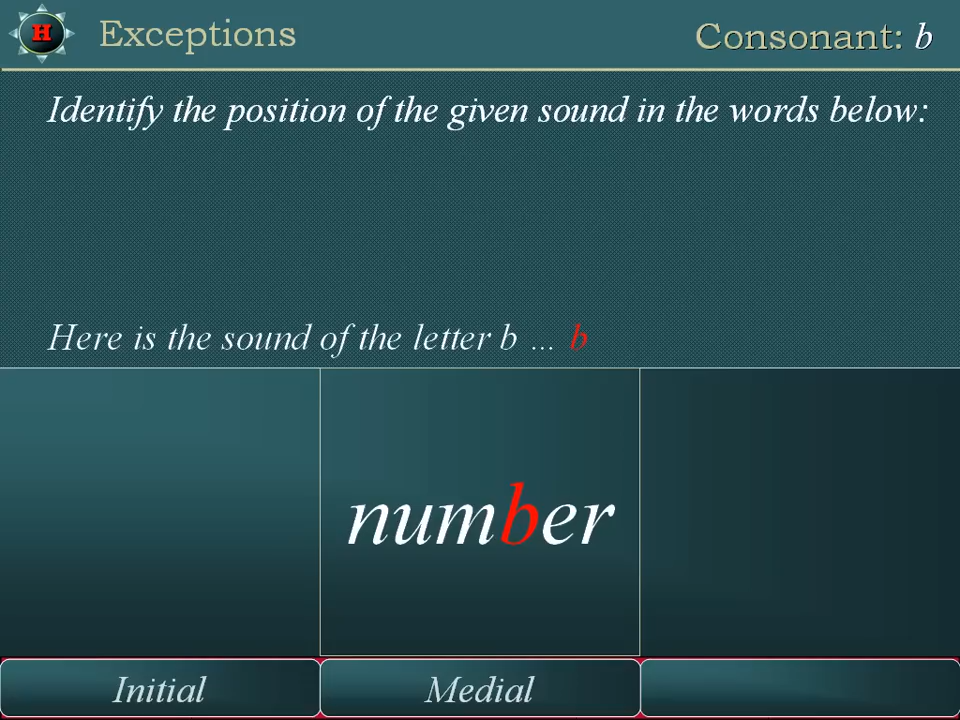 H
Exceptions
Consonant: b
Identify the position of the given sound in the words below:
Here is the sound of the letter b ... b
number
Initial
Medial